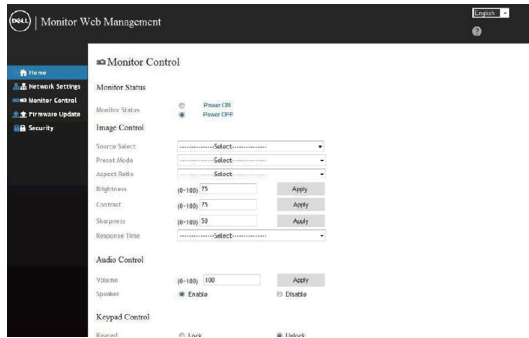 DELL | Monitor Web Management
English
?
Home
Network Settings
Monitor Control
Firmware Update
Security
Monitor Control
Monitor Status
Monitor Status Power ON
Power OFF
Image Control
Source Select ---------------Select---------------
Preset Mode ---------------Select---------------
Aspect Ratio ---------------Select---------------
Brightness (0~100) 75 Apply
Contrast (0~100) 75 Apply
Sharpness (0~100) 50 Apply
Response Time ---------------Select---------------
Audio Control
Volume (0~100) 100 Apply
Speaker Enable Disable
Keypad Control
Keypad Lock Unlock